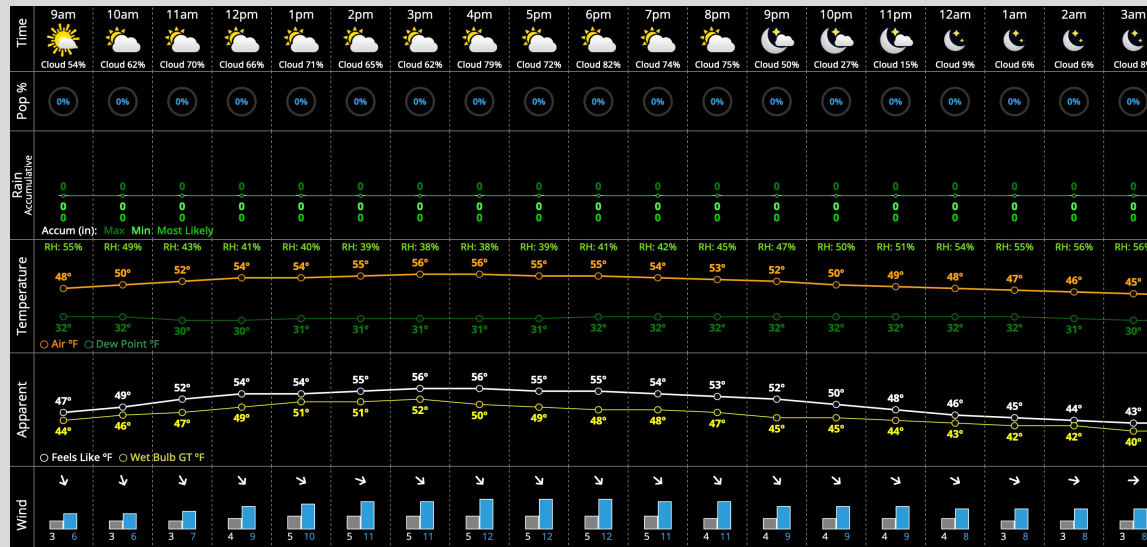 Time 9am 10am 11am 12pm 1pm 2pm 3pm 4pm 5pm 6pm 7pm 8pm 9pm 10pm 11pm 12am 1am 2am 3am
Cloud 54% Cloud 62% Cloud 70% Cloud 66% Cloud 71% Cloud 65% Cloud 62% Cloud 79% Cloud 72% Cloud 82% Cloud 74% Cloud 75% Cloud 50% Cloud 27% Cloud 15% Cloud 9% Cloud 6% Cloud 6% Cloud 8%
Pop % 0% 0% 0% 0% 0% 0% 0% 0% 0% 0% 0% 0% 0% 0% 0% 0% 0% 0% 0%
Rain
Accumulative
0 0 0 0 0 0 0 0 0 0 0 0 0 0 0 0 0 0 0
0 0 0 0 0 0 0 0 0 0 0 0 0 0 0 0 0 0 0
0 0 0 0 0 0 0 0 0 0 0 0 0 0 0 0 0 0 0
Accum (in): Max Min Most Likely
Temperature
RH: 55% RH: 49% RH: 43% RH: 41% RH: 40% RH: 39% RH: 38% RH: 38% RH: 39% RH: 41% RH: 42% RH: 45% RH: 47% RH: 50% RH: 51% RH: 54% RH: 55% RH: 56% RH: 56%
48° 50° 52° 54° 54° 55° 56° 56° 55° 55° 54° 53° 52° 50° 49° 48° 47° 46° 45°
32° 32° 30° 30° 31° 31° 31° 31° 31° 32° 32° 32° 32° 32° 32° 32° 32° 31° 30°
Air °F Dew Point °F
Apparent
47° 49° 52° 54° 54° 55° 56° 56° 55° 55° 54° 53° 52° 50° 48° 46° 45° 44° 43°
44° 46° 47° 49° 51° 51° 52° 50° 49° 48° 48° 47° 45° 45° 44° 43° 42° 42° 40°
Feels Like °F Wet Bulb GT °F
Wind
3 6 3 6 3 7 4 9 5 10 5 11 5 11 5 12 5 12 5 12 5 11 4 11 4 9 4 9 4 9 4 8 3 8 3 8 3